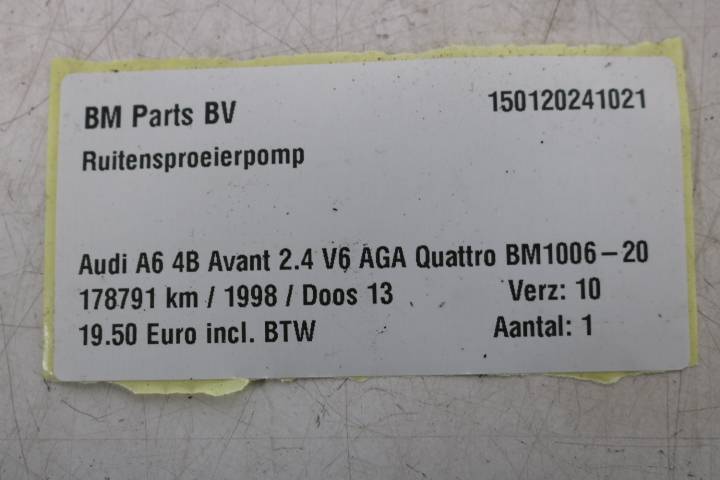 BM Parts BV 150120241021
Ruitensproeierpomp
Audi A6 4B Avant 2.4 V6 AGA Quattro BM1006-20
178791 km / 1998 / Doos 13 Verz: 10
19.50 Euro incl. BTW Aantal: 1